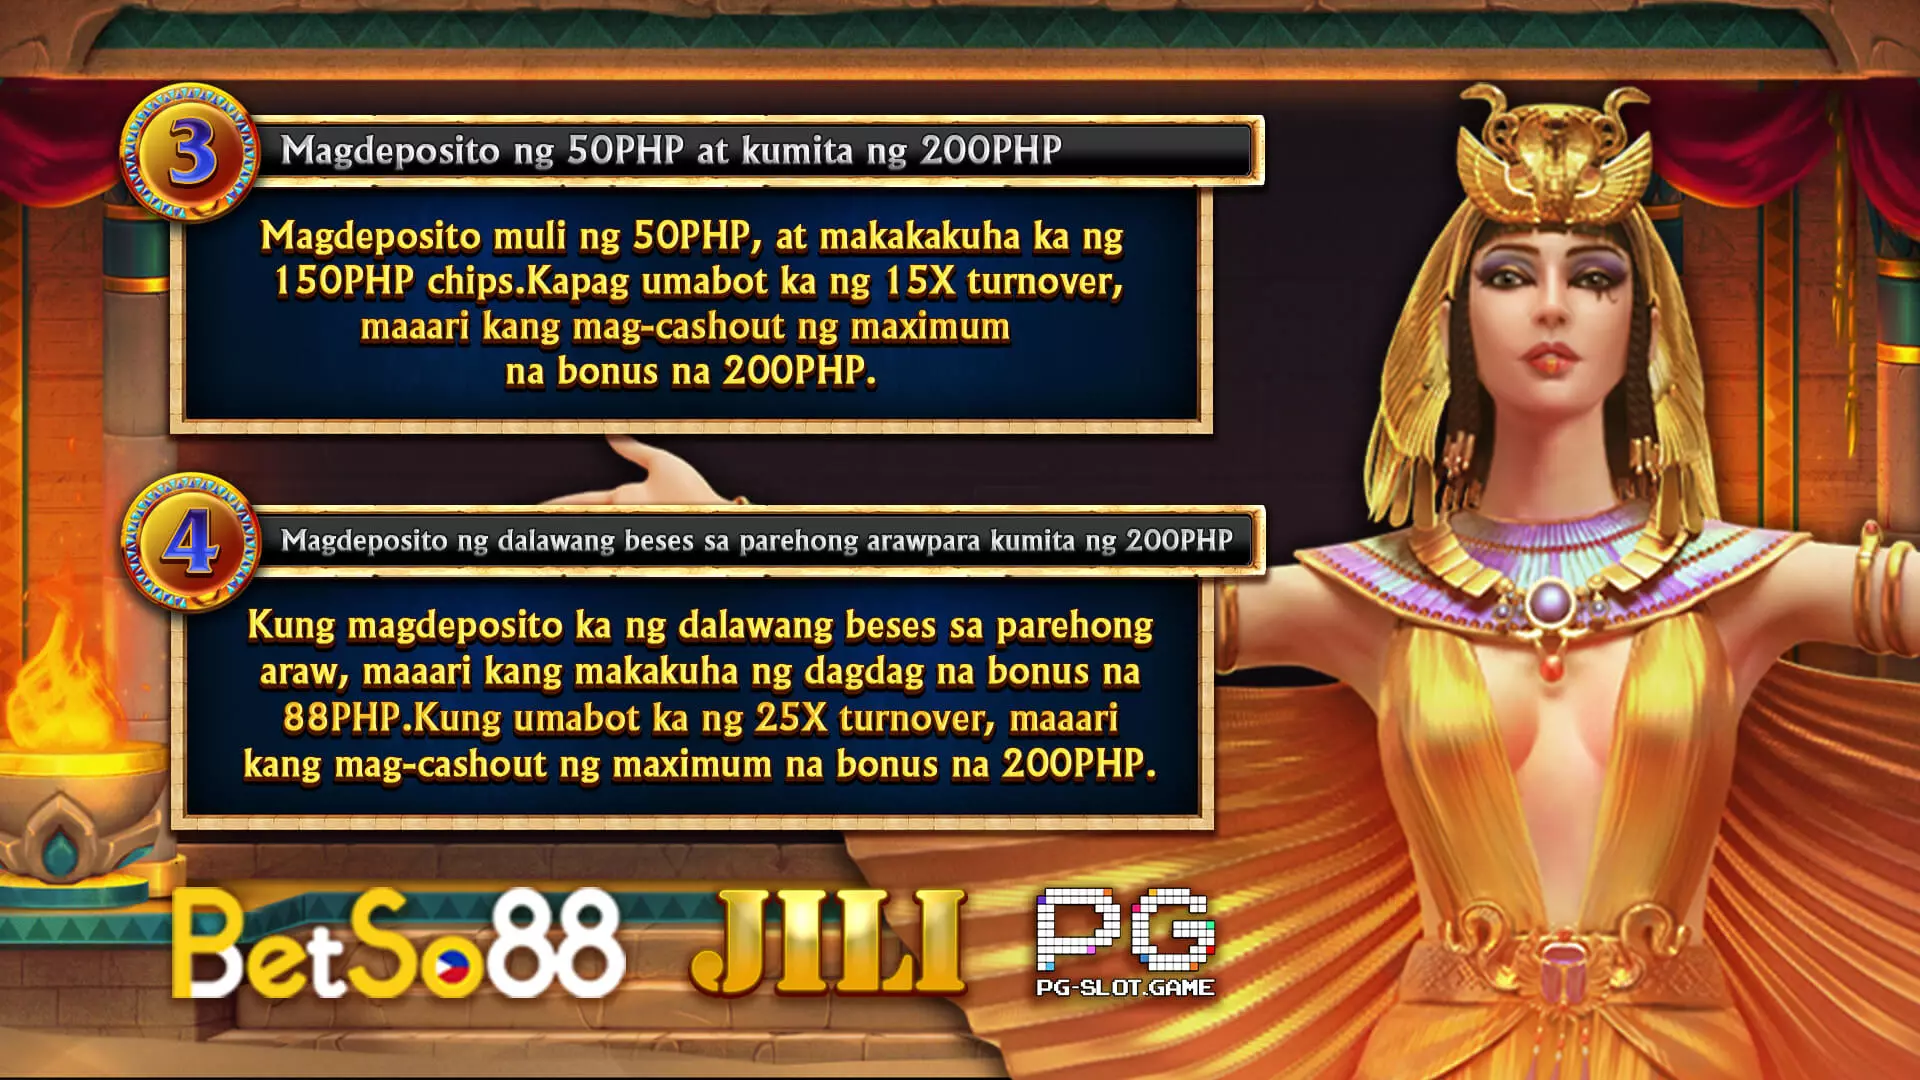 3
Magdeposito ng 50PHP at kumita ng 200PHP
Magdeposito muli ng 50PHP, at makakakuha ka ng
150PHP chips.Kapag umabot ka ng 15X turnover,
maaari kang mag-cashout ng maximum
na bonus na 200PHP.
4
Magdeposito ng dalawang beses sa parehong arawpara kumita ng 200PHP
Kung magdeposito ka ng dalawang beses sa parehong
araw, maaari kang makakuha ng dagdag na bonus na
88PHP.Kung umabot ka ng 25X turnover, maaari
kang mag-cashout ng maximum na bonus na 200PHP.
BetSo88
JILI
PG
PG-SLOT.GAME